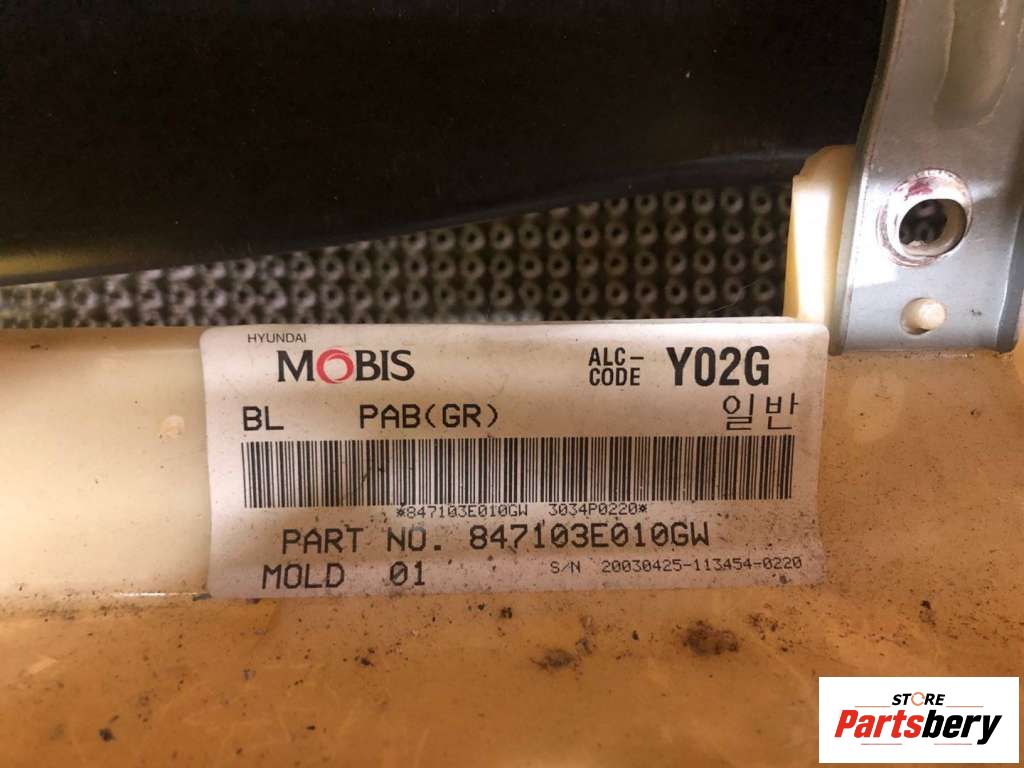 HYUNDAI
MOBIS
ALC-
CODE Y02G
BL PAB(GR) 일반
*847103E010GW 3034P0220*
PART NO. 847103E010GW
MOLD 01 S/N 20030425-113454-0220
STORE
Partsbery